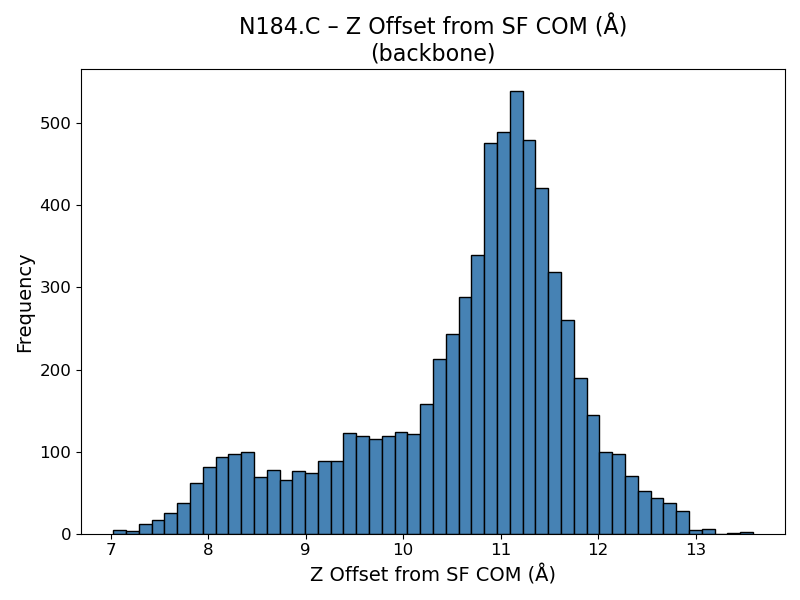 N184.C – Z Offset from SF COM (Å)
(backbone)
Frequency
500
400
300
200
100
0
7 8 9 10 11 12 13
Z Offset from SF COM (Å)